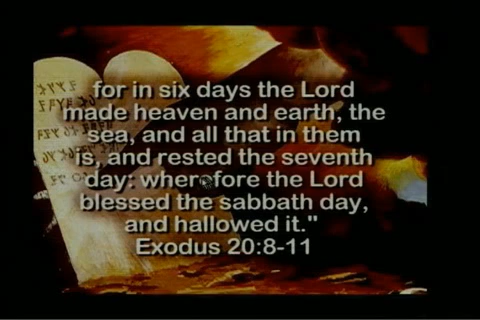 for in six days the Lord
made heaven and earth, the
sea, and all that in them
is, and rested the seventh
day: wherefore the Lord
blessed the sabbath day,
and hallowed it."
Exodus 20:8-11